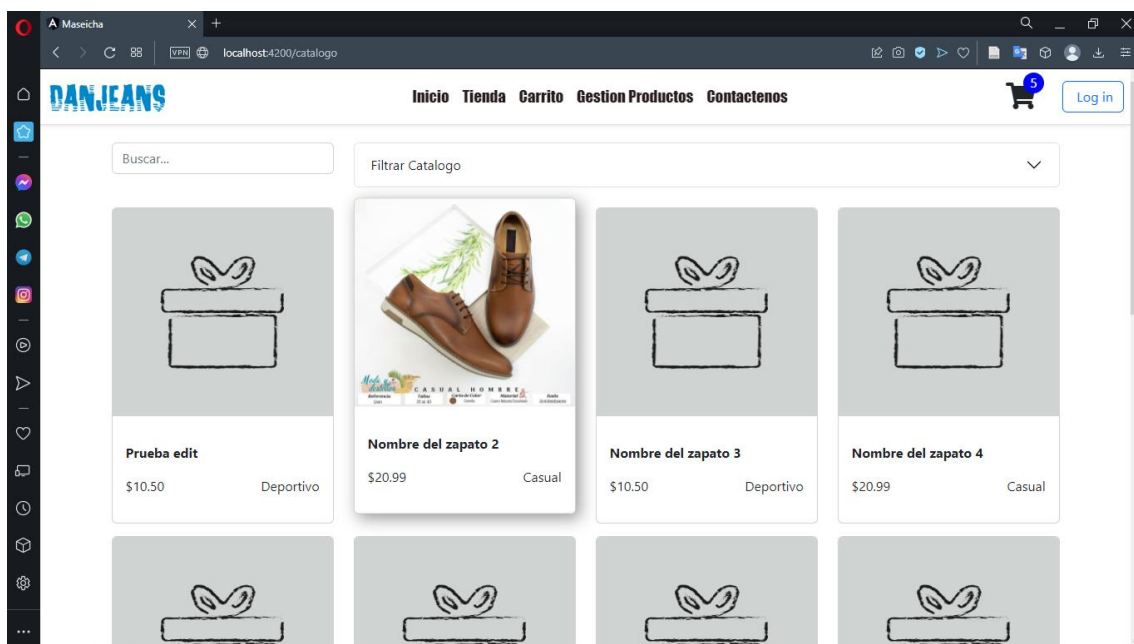 Maseicha
VPN localhost:4200/catalogo
DANJEANS
Inicio Tienda Carrito Gestion Productos Contactenos
5
Log in
Buscar...
Filtrar Catalogo
CASUAL HOMBRE
Prueba edit
$10.50 Deportivo
Nombre del zapato 2
$20.99 Casual
Nombre del zapato 3
$10.50 Deportivo
Nombre del zapato 4
$20.99 Casual